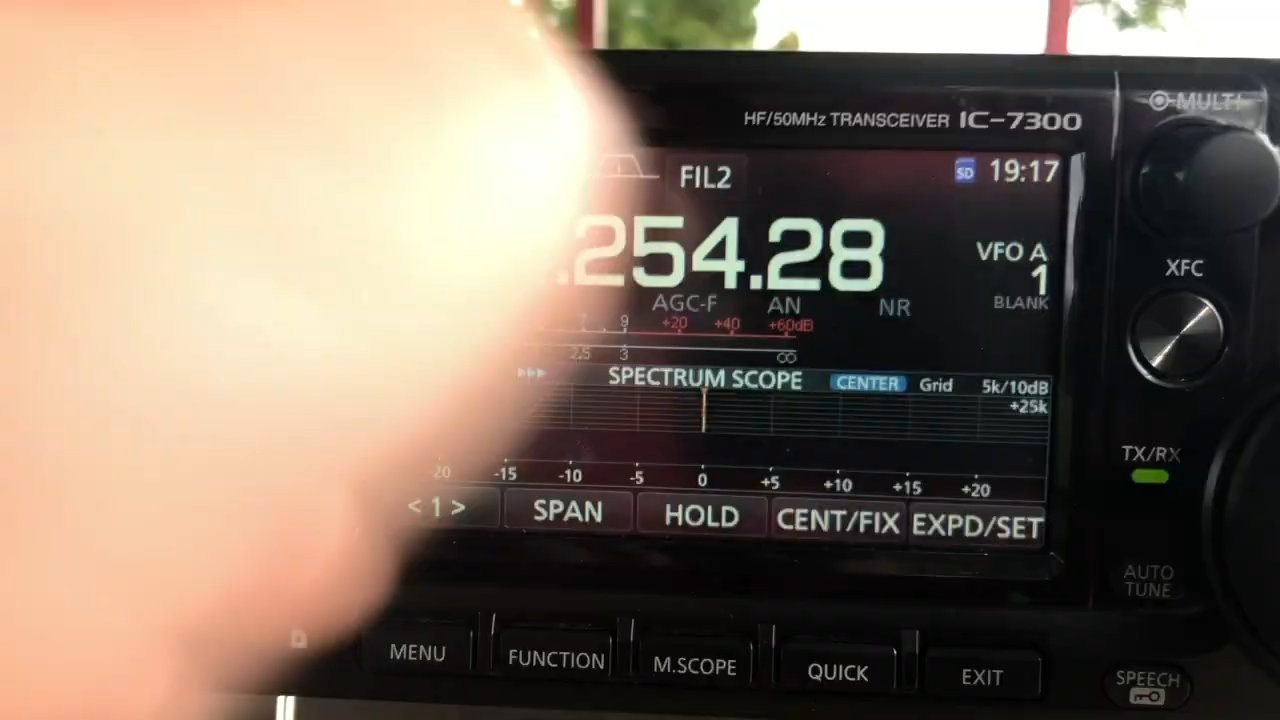 MULTI
HF/50MHz TRANSCEIVER IC-7300
FIL2
SD 19:17
.254.28
VFO A
1
XFC
AGC-F AN NR BLANK
7 9 +20 +40 +60dB
2.5 3 ∞
SPECTRUM SCOPE CENTER Grid 5k/10dB
+25k
TX/RX
-20 -15 -10 -5 0 +5 +10 +15 +20
< 1 > SPAN HOLD CENT/FIX EXPD/SET
AUTO
TUNE
MENU FUNCTION M.SCOPE QUICK EXIT
SPEECH